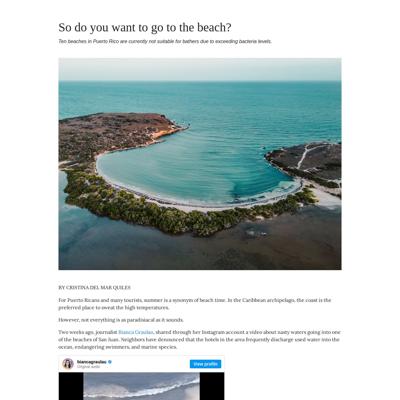 So do you want to go to the beach?
Ten beaches in Puerto Rico are currently not suitable for bathers due to exceeding bacteria levels.
BY CRISTINA DEL MAR QUILES
For Puerto Ricans and many tourists, summer is a synonym of beach time. In the Caribbean archipelago, the coast is the
preferred place to sweat the high temperatures.
However, not everything is as paradisiacal as it sounds.
Two weeks ago, journalist Bianca Graulau, shared through her Instagram account a video about nasty waters going into one
of the beaches of San Juan. Neighbors have denounced that the hotels in the area frequently discharge used water into the
ocean, endangering swimmers, and marine species.
biancagraulau
Original audio
View profile